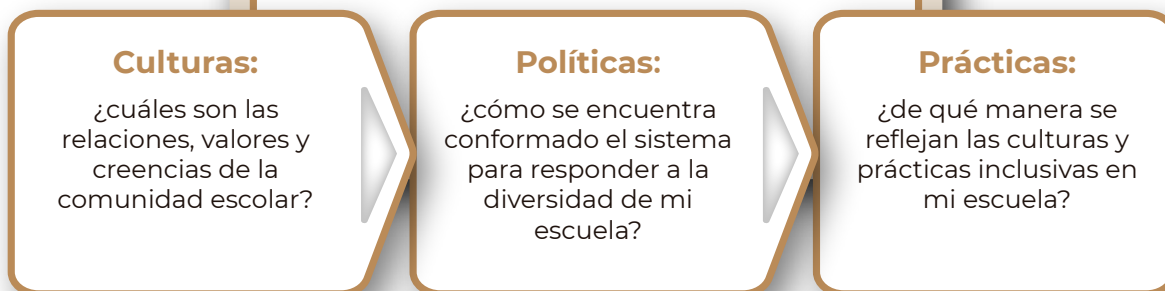 Culturas:
¿cuáles son las
relaciones, valores y
creencias de la
comunidad escolar?
Políticas:
¿cómo se encuentra
conformado el sistema
para responder a la
diversidad de mi
escuela?
Prácticas:
¿de qué manera se
reflejan las culturas y
prácticas inclusivas en
mi escuela?